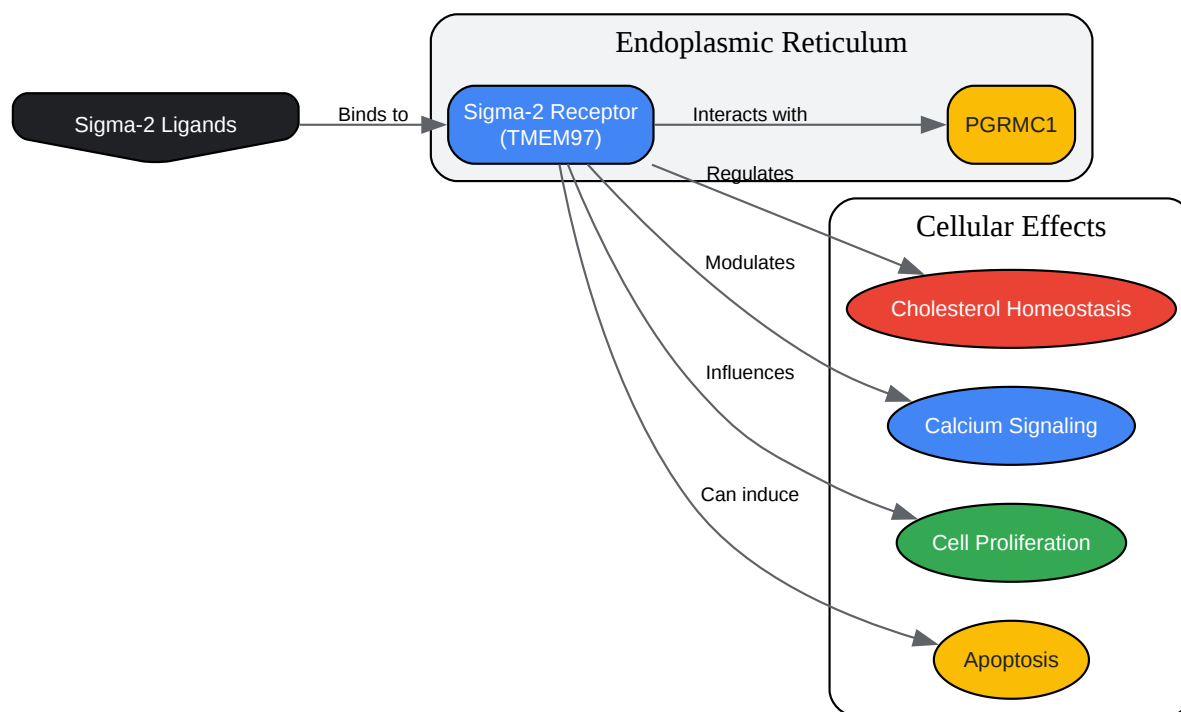 Endoplasmic Reticulum
Sigma-2 Ligands
Binds to
Sigma-2 Receptor
(TMEM97)
Interacts with
PGRMC1
Regulates
Cellular Effects
Modulates
Cholesterol Homeostasis
Influences
Calcium Signaling
Can induce
Cell Proliferation
Apoptosis